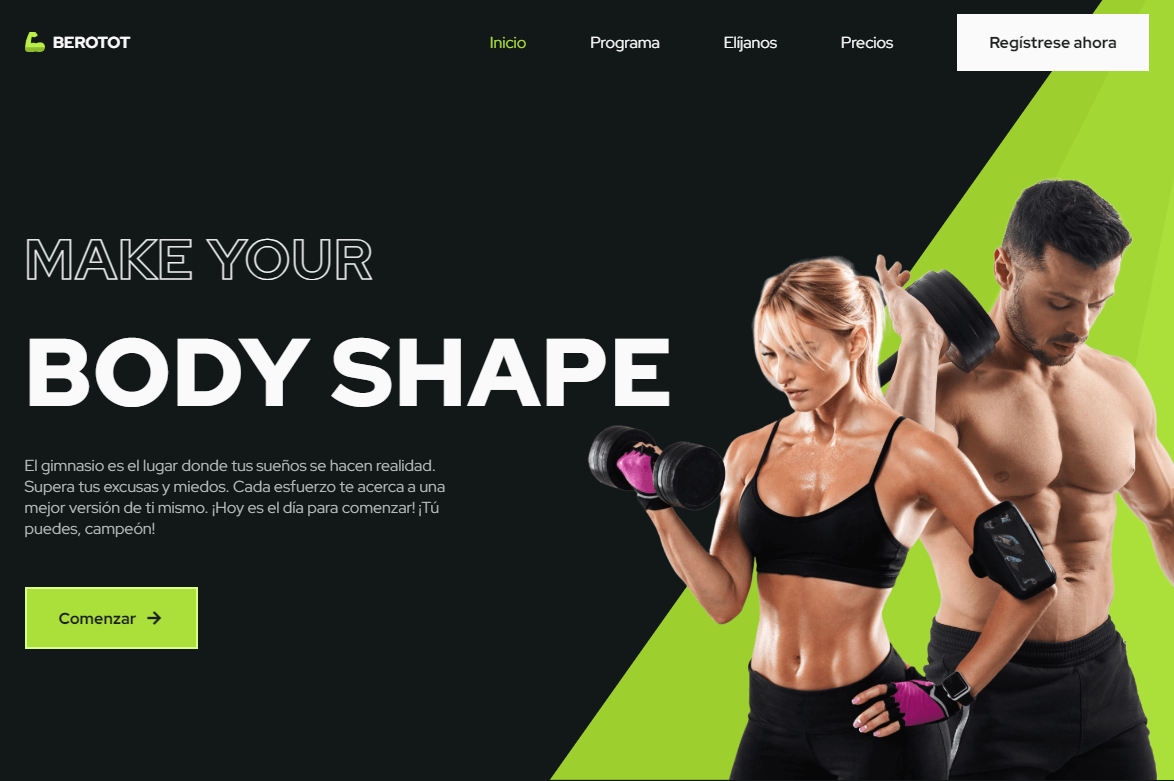 BEROTOT
Inicio
Programa
Elíjanos
Precios
Regístrese ahora
MAKE YOUR
BODY SHAPE
El gimnasio es el lugar donde tus sueños se hacen realidad.
Supera tus excusas y miedos. Cada esfuerzo te acerca a una
mejor versión de ti mismo. ¡Hoy es el día para comenzar! ¡Tú
puedes, campeón!
Comenzar